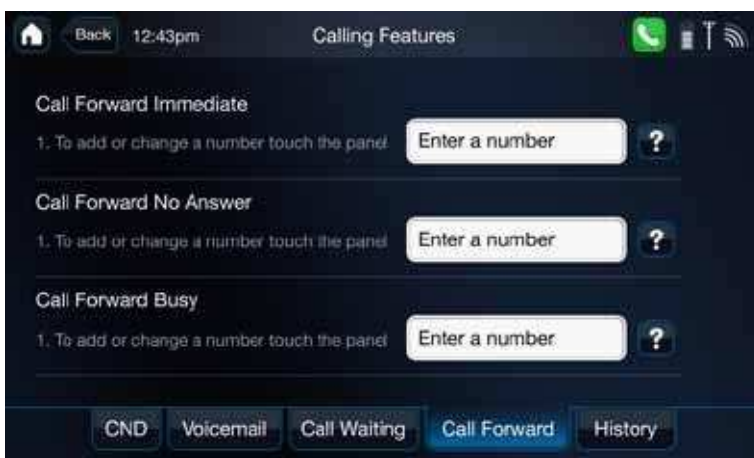 Back 12:43pm Calling Features
Call Forward Immediate
1. To add or change a number touch the panel Enter a number ?
Call Forward No Answer
1. To add or change a number touch the panel Enter a number ?
Call Forward Busy
1. To add or change a number touch the panel Enter a number ?
CND Voicemail Call Waiting Call Forward History